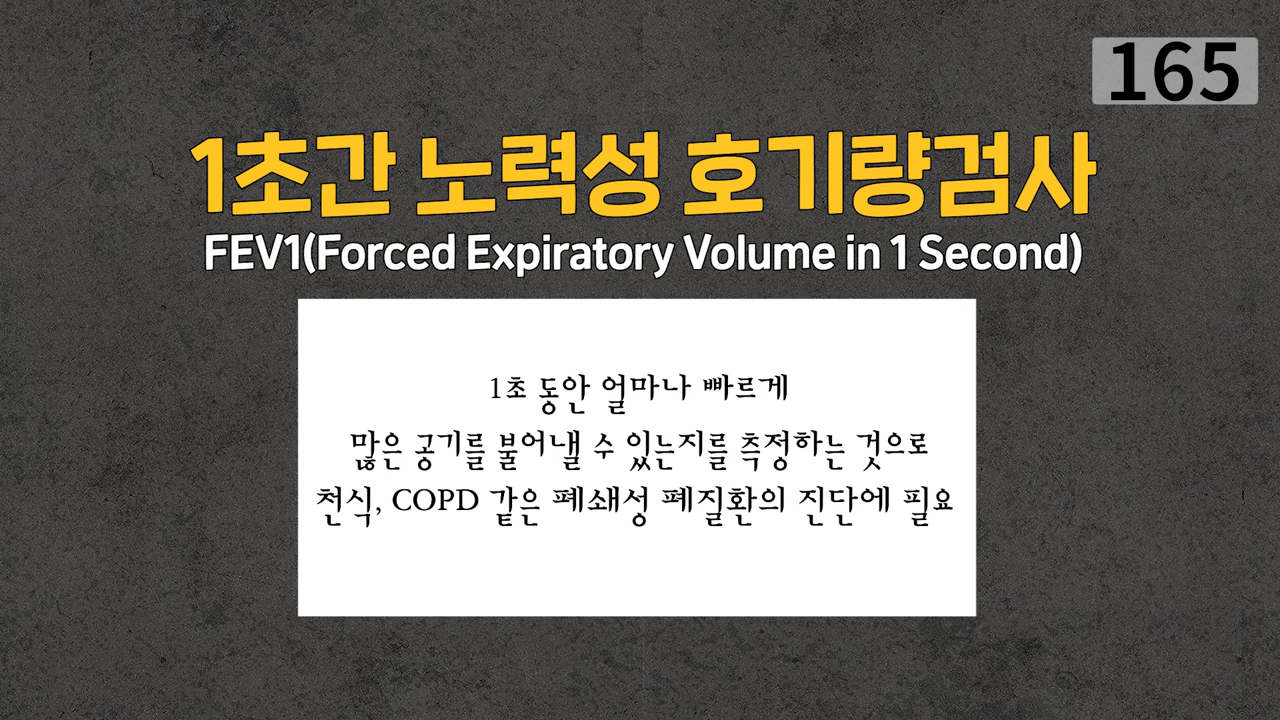 165
1초간 노력성 호기량검사
FEV1(Forced Expiratory Volume in 1 Second)
1초 동안 얼마나 빠르게
많은 공기를 불어낼 수 있는지를 측정하는 것으로
천식, COPD 같은 폐쇄성 폐질환의 진단에 필요